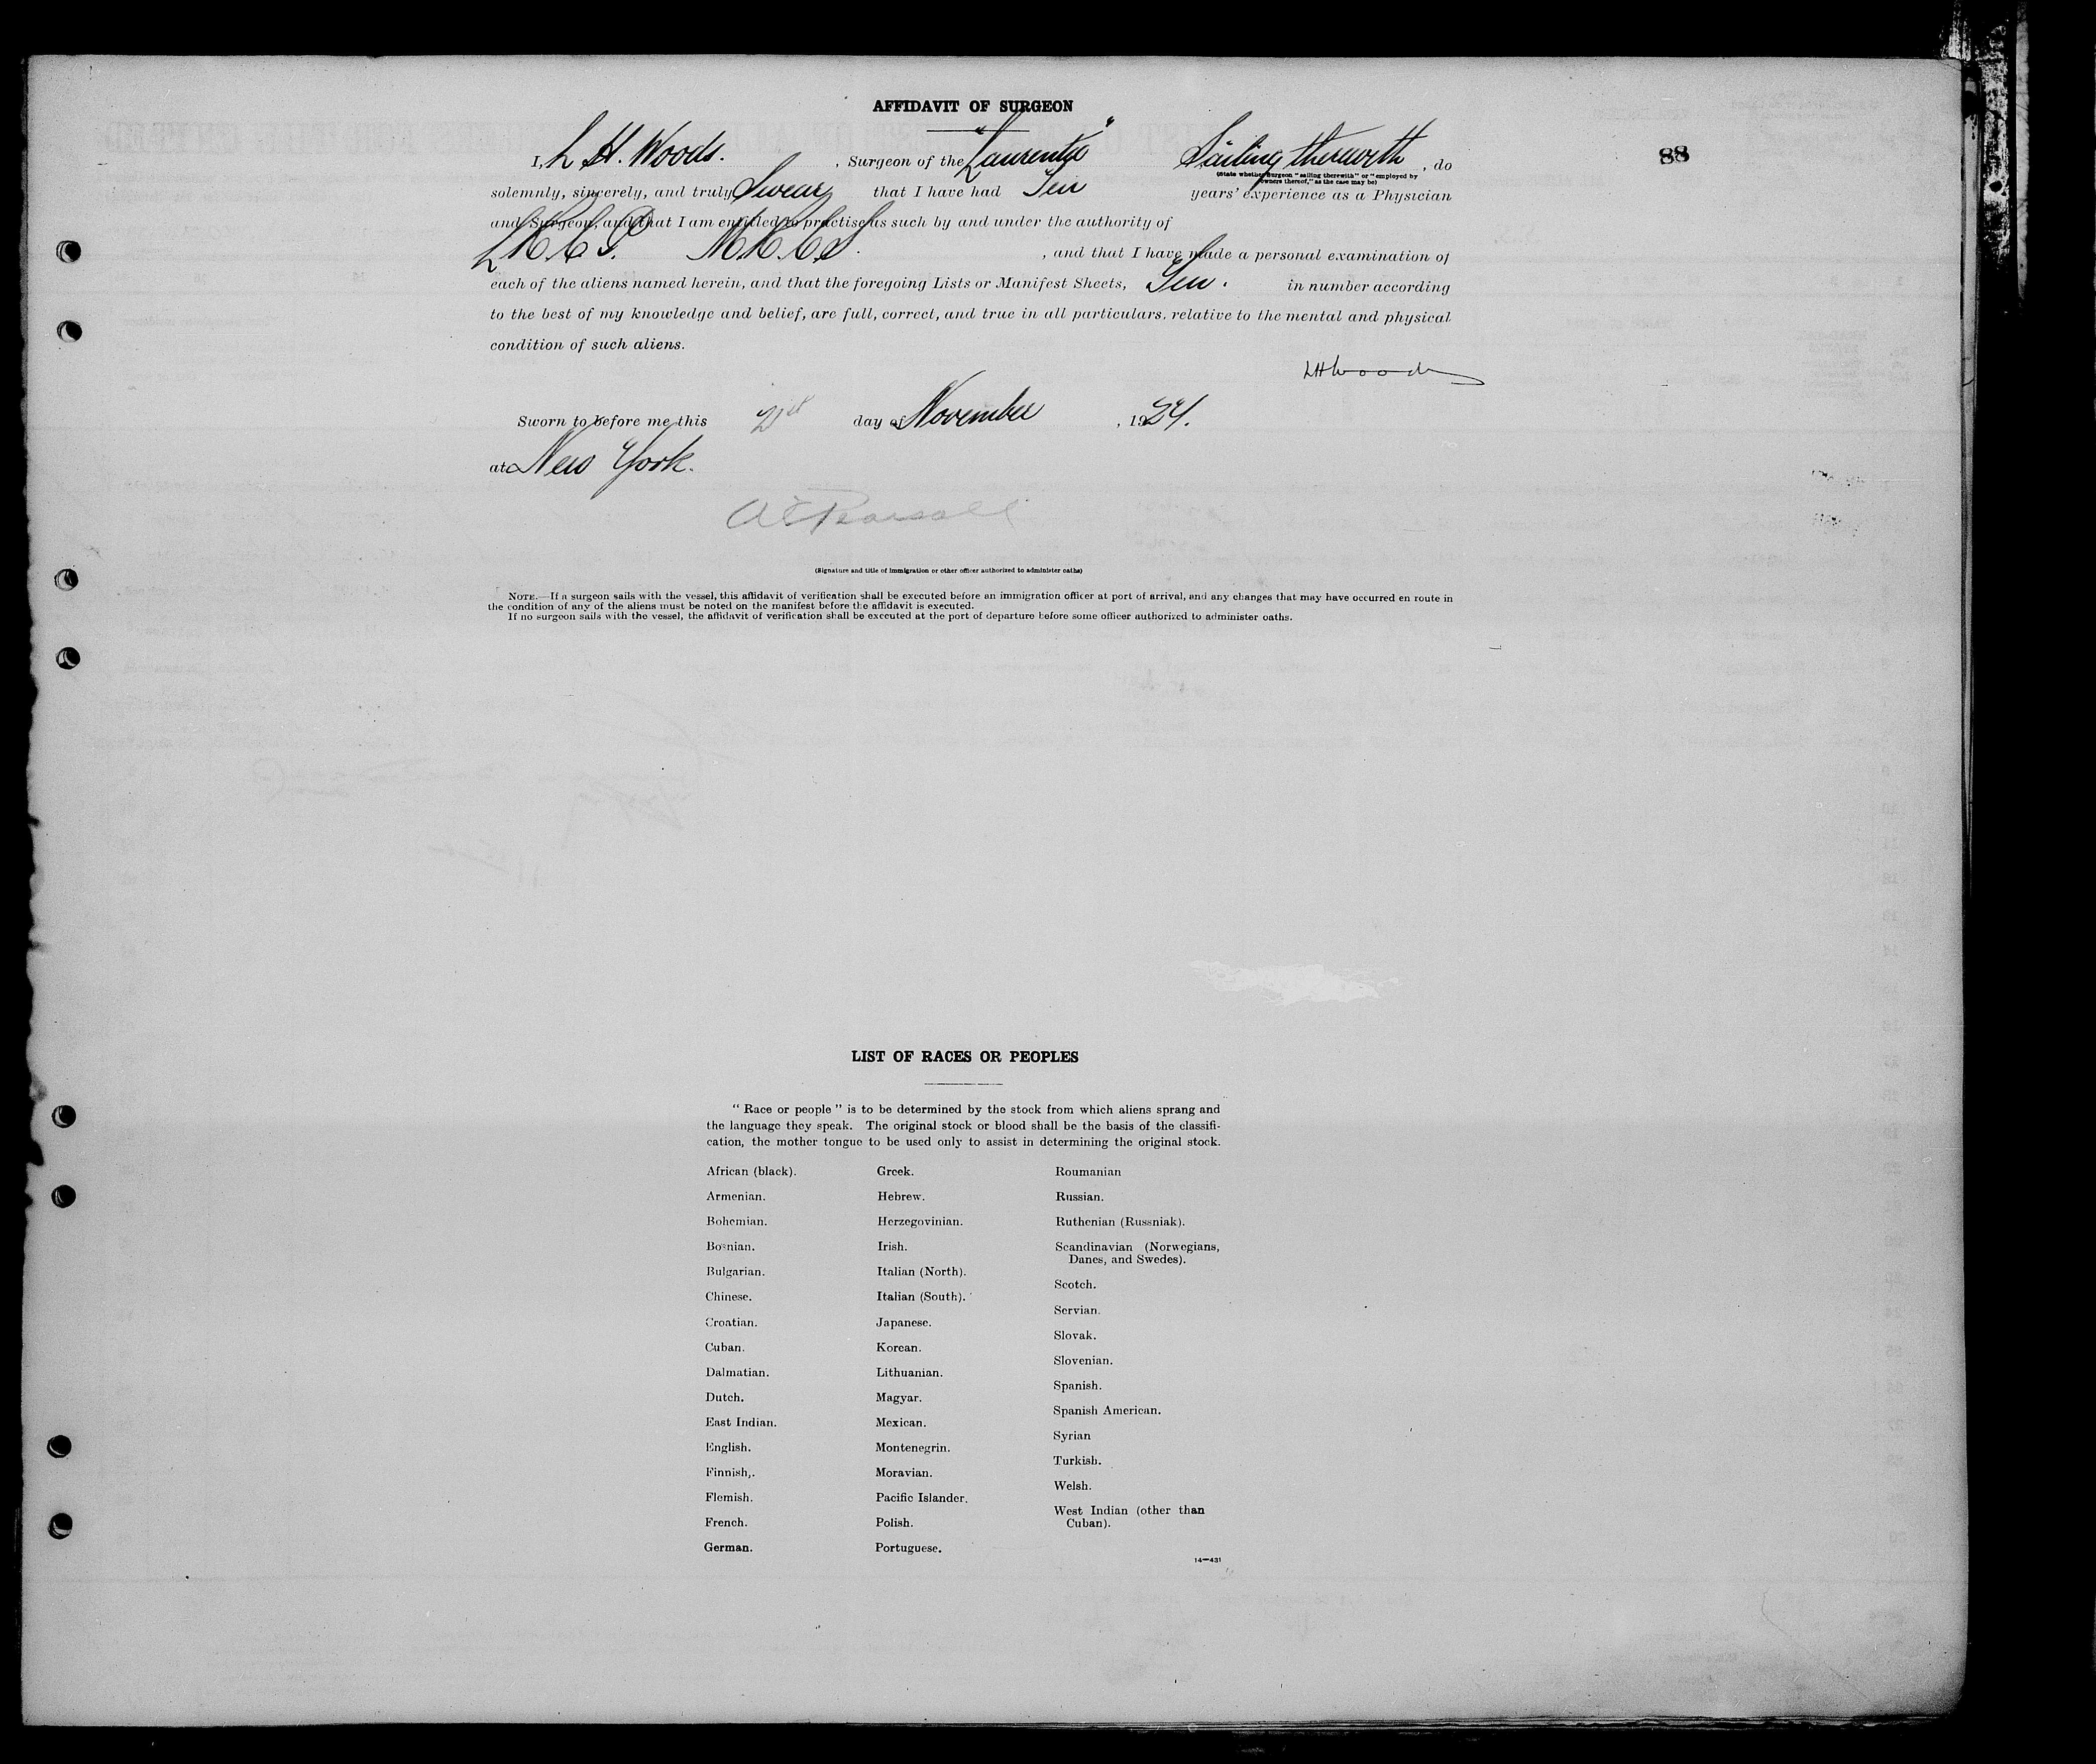 AFFIDAVIT OF SURGEON
88
I, L H. Woods. , Surgeon of the "Laurentic" Sailing therewith , do
(State whether surgeon "sailing therewith" or "employed by
owners thereof," as the case may be)
solemnly, sincerely, and truly Swear that I have had Ten years' experience as a Physician
and Surgeon, and that I am entitled to practise as such by and under the authority of
L.R.C.P. M.R.C.S. , and that I have made a personal examination of
each of the aliens named herein, and that the foregoing Lists or Manifest Sheets, Ten. in number according
to the best of my knowledge and belief, are full, correct, and true in all particulars. relative to the mental and physical
condition of such aliens.
LHWoods
Sworn to before me this day of November , 1924.
at New York.
Pearsall
(Signature and title of immigration or other officer authorized to administer oaths)
NOTE.—If a surgeon sails with the vessel, this affidavit of verification shall be executed before an immigration officer at port of arrival, and any changes that may have occurred en route in
the condition of any of the aliens must be noted on the manifest before the affidavit is executed.
If no surgeon sails with the vessel, the affidavit of verification shall be executed at the port of departure before some officer authorized to administer oaths.
LIST OF RACES OR PEOPLES
"Race or people" is to be determined by the stock from which aliens sprang and
the language they speak. The original stock or blood shall be the basis of the classifi-
cation, the mother tongue to be used only to assist in determining the original stock.
African (black).
Armenian.
Bohemian.
Bosnian.
Bulgarian.
Chinese.
Croatian.
Cuban.
Dalmatian.
Dutch.
East Indian.
English.
Finnish,.
Flemish.
French.
German.
Greek.
Hebrew.
Herzegovinian.
Irish.
Italian (North).
Italian (South).
Japanese.
Korean.
Lithuanian.
Magyar.
Mexican.
Montenegrin.
Moravian.
Pacific Islander.
Polish.
Portuguese.
Roumanian
Russian.
Ruthenian (Russniak).
Scandinavian (Norwegians,
Danes, and Swedes).
Scotch.
Servian.
Slovak.
Slovenian.
Spanish.
Spanish American.
Syrian
Turkish.
Welsh.
West Indian (other than
Cuban).
14—431